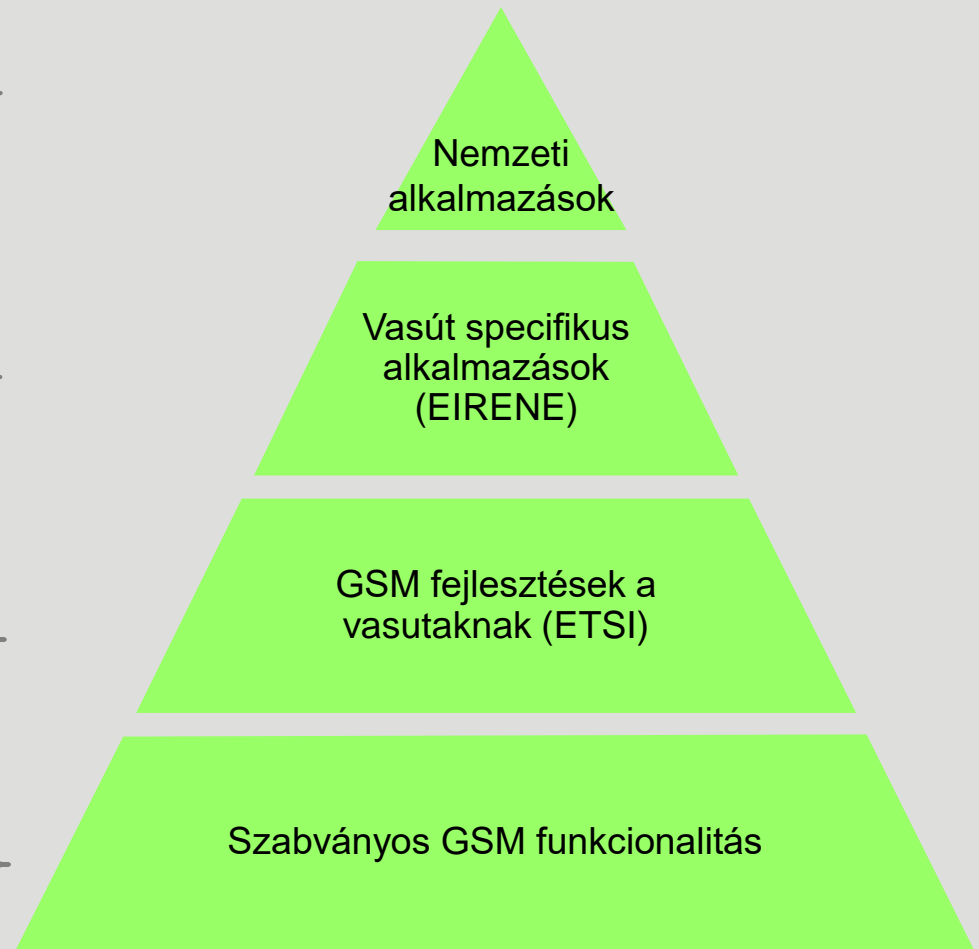 Nemzeti
alkalmazások
Vasút specifikus
alkalmazások
(EIRENE)
GSM fejlesztések a
vasutaknak (ETSI)
Szabványos GSM funkcionalitás